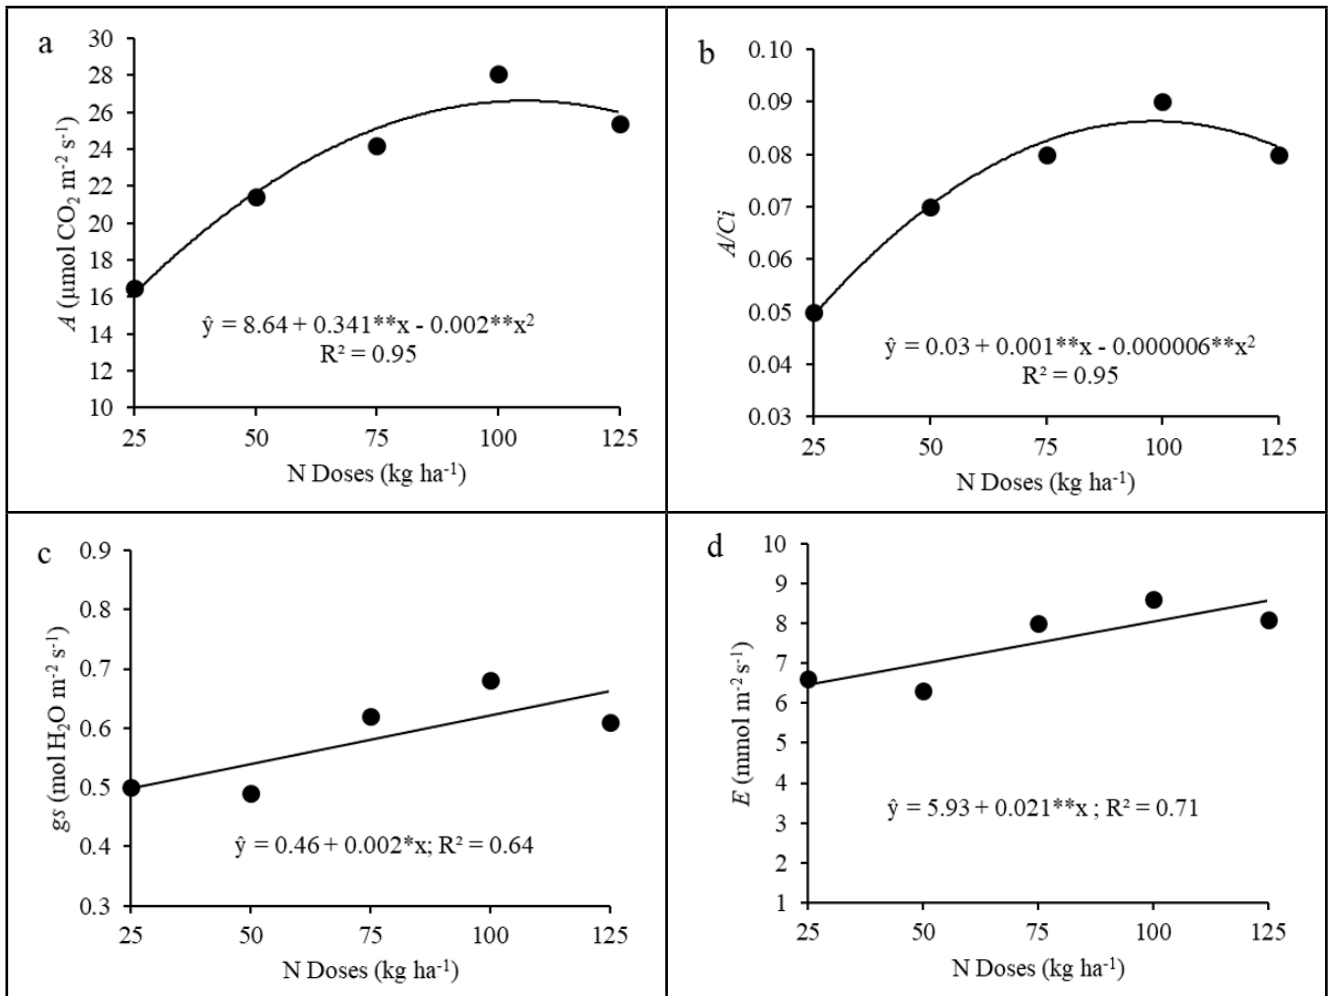 a
30
28
26
24
22
20
18
16
14
12
10
A (µmol CO₂ m⁻² s⁻¹)
ŷ = 8.64 + 0.341**x - 0.002**x²
R² = 0.95
25 50 75 100 125
N Doses (kg ha⁻¹)
b
0.10
0.09
0.08
0.07
0.06
0.05
0.04
0.03
A/Ci
ŷ = 0.03 + 0.001**x - 0.000006**x²
R² = 0.95
25 50 75 100 125
N Doses (kg ha⁻¹)
c
0.9
0.8
0.7
0.6
0.5
0.4
0.3
gs (mol H₂O m⁻² s⁻¹)
ŷ = 0.46 + 0.002*x; R² = 0.64
25 50 75 100 125
N Doses (kg ha⁻¹)
d
10
9
8
7
6
5
4
3
2
1
E (mmol m⁻² s⁻¹)
ŷ = 5.93 + 0.021**x ; R² = 0.71
25 50 75 100 125
N Doses (kg ha⁻¹)